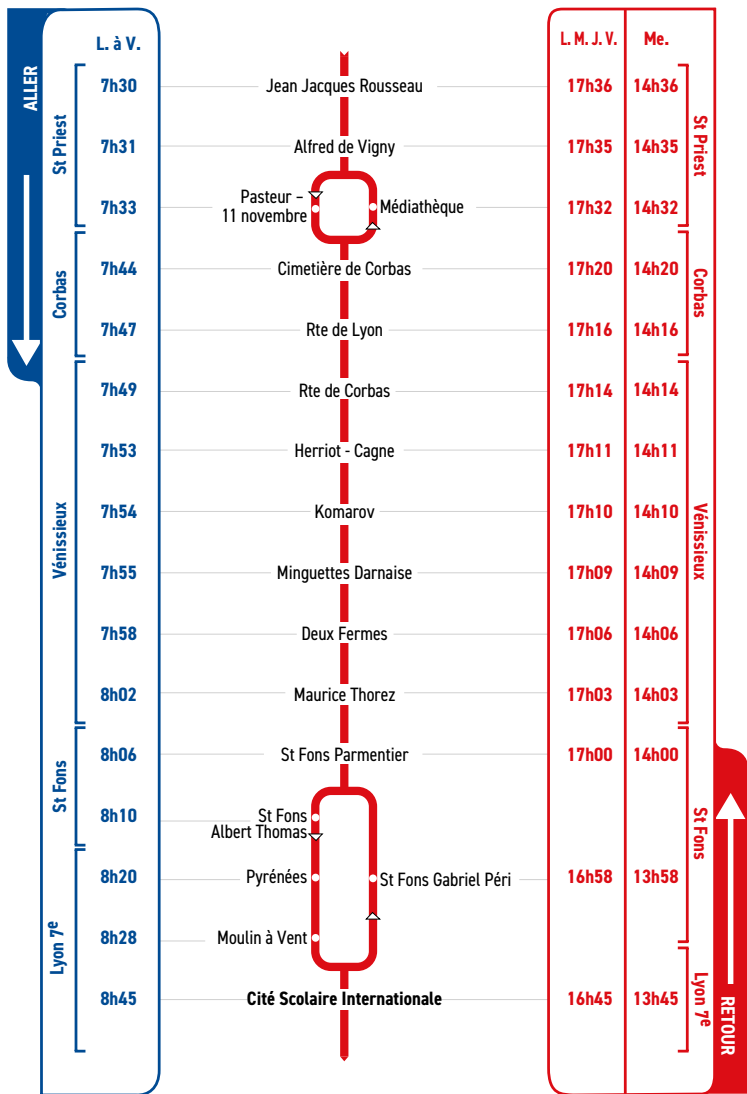 L. à V.
L. M. J. V.
Me.
ALLER
St Priest
7h30
Jean Jacques Rousseau
17h36
14h36
St Priest
7h31
Alfred de Vigny
17h35
14h35
7h33
Pasteur –
11 novembre
Médiathèque
17h32
14h32
Corbas
7h44
Cimetière de Corbas
17h20
14h20
Corbas
7h47
Rte de Lyon
17h16
14h16
Vénissieux
7h49
Rte de Corbas
17h14
14h14
Vénissieux
7h53
Herriot - Cagne
17h11
14h11
7h54
Komarov
17h10
14h10
7h55
Minguettes Darnaise
17h09
14h09
7h58
Deux Fermes
17h06
14h06
8h02
Maurice Thorez
17h03
14h03
St Fons
8h06
St Fons Parmentier
17h00
14h00
St Fons
8h10
St Fons
Albert Thomas
Lyon 7e
8h20
Pyrénées
St Fons Gabriel Péri
16h58
13h58
8h28
Moulin à Vent
8h45
Cité Scolaire Internationale
16h45
13h45
Lyon 7e
RETOUR